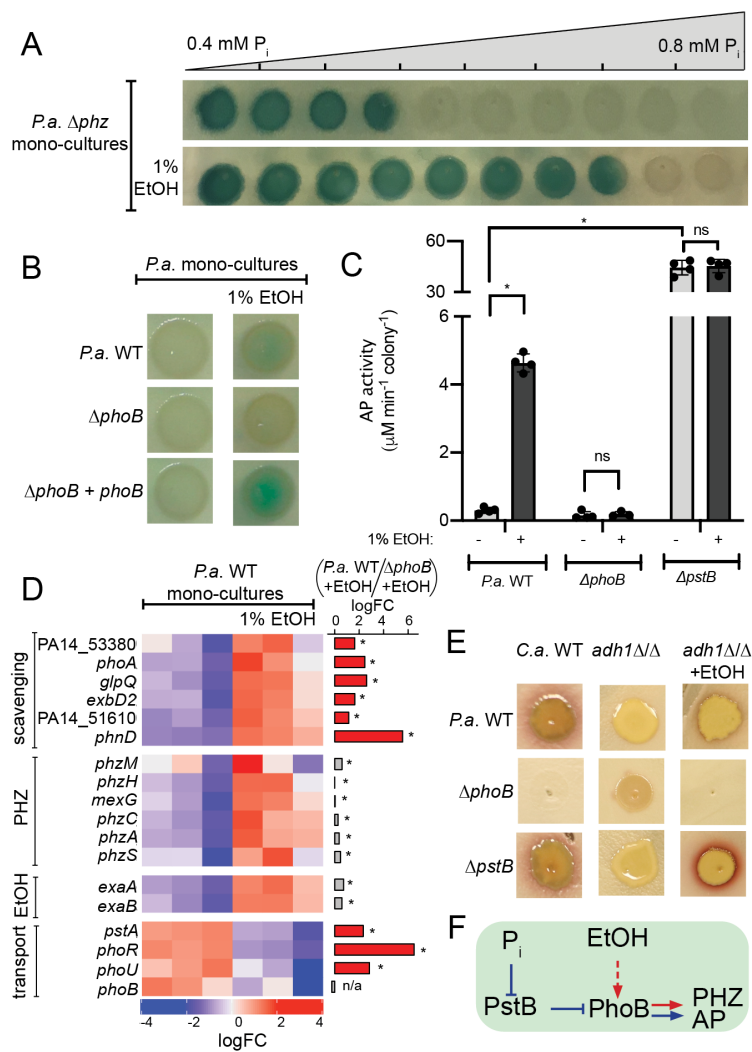 A
0.4 mM Pi
0.8 mM Pi
P.a. Δphz
mono-cultures
1%
EtOH
B
P.a. mono-cultures
1% EtOH
P.a. WT
ΔphoB
ΔphoB + phoB
C
AP activity
(μM min-1 colony-1)
60
30
6
4
2
0
*
*
ns
ns
1% EtOH:
- + - + - +
P.a. WT
ΔphoB
ΔpstB
D
P.a. WT
mono-cultures
1% EtOH
(P.a. WT +EtOH / ΔphoB +EtOH)
logFC
0 2 4 6
scavenging
PA14_53380 *
phoA *
glpQ *
exbD2 *
PA14_51610 *
phnD *
PHZ
phzM *
phzH *
mexG *
phzC *
phzA *
phzS *
EtOH
exaA *
exaB *
transport
pstA *
phoR *
phoU *
phoB n/a
-4 -2 0 2 4
logFC
E
C.a. WT
adh1Δ/Δ
adh1Δ/Δ
+EtOH
P.a. WT
ΔphoB
ΔpstB
F
Pi
EtOH
PstB
PhoB
PHZ
AP